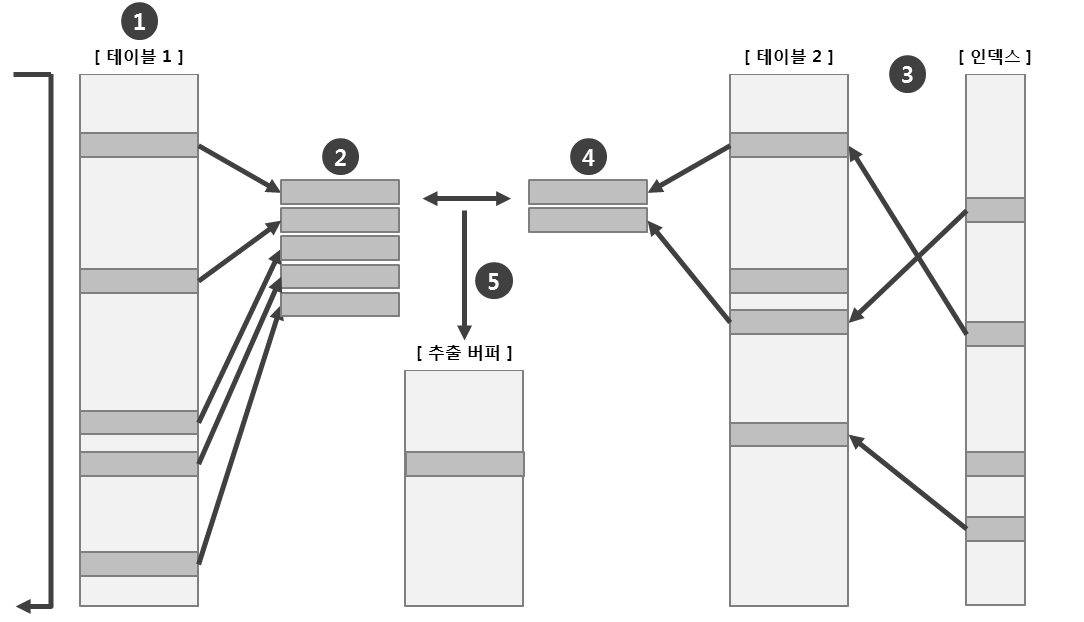 1
[ 테이블 1 ]
2
4
[ 테이블 2 ]
3
[ 인덱스 ]
5
[ 추출 버퍼 ]